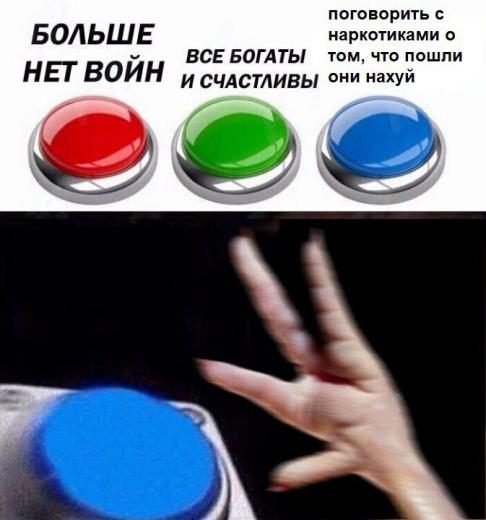 БОЛЬШЕ
НЕТ ВОЙН
ВСЕ БОГАТЫ
И СЧАСТЛИВЫ
поговорить с
наркотиками о
том, что пошли
они нахуй